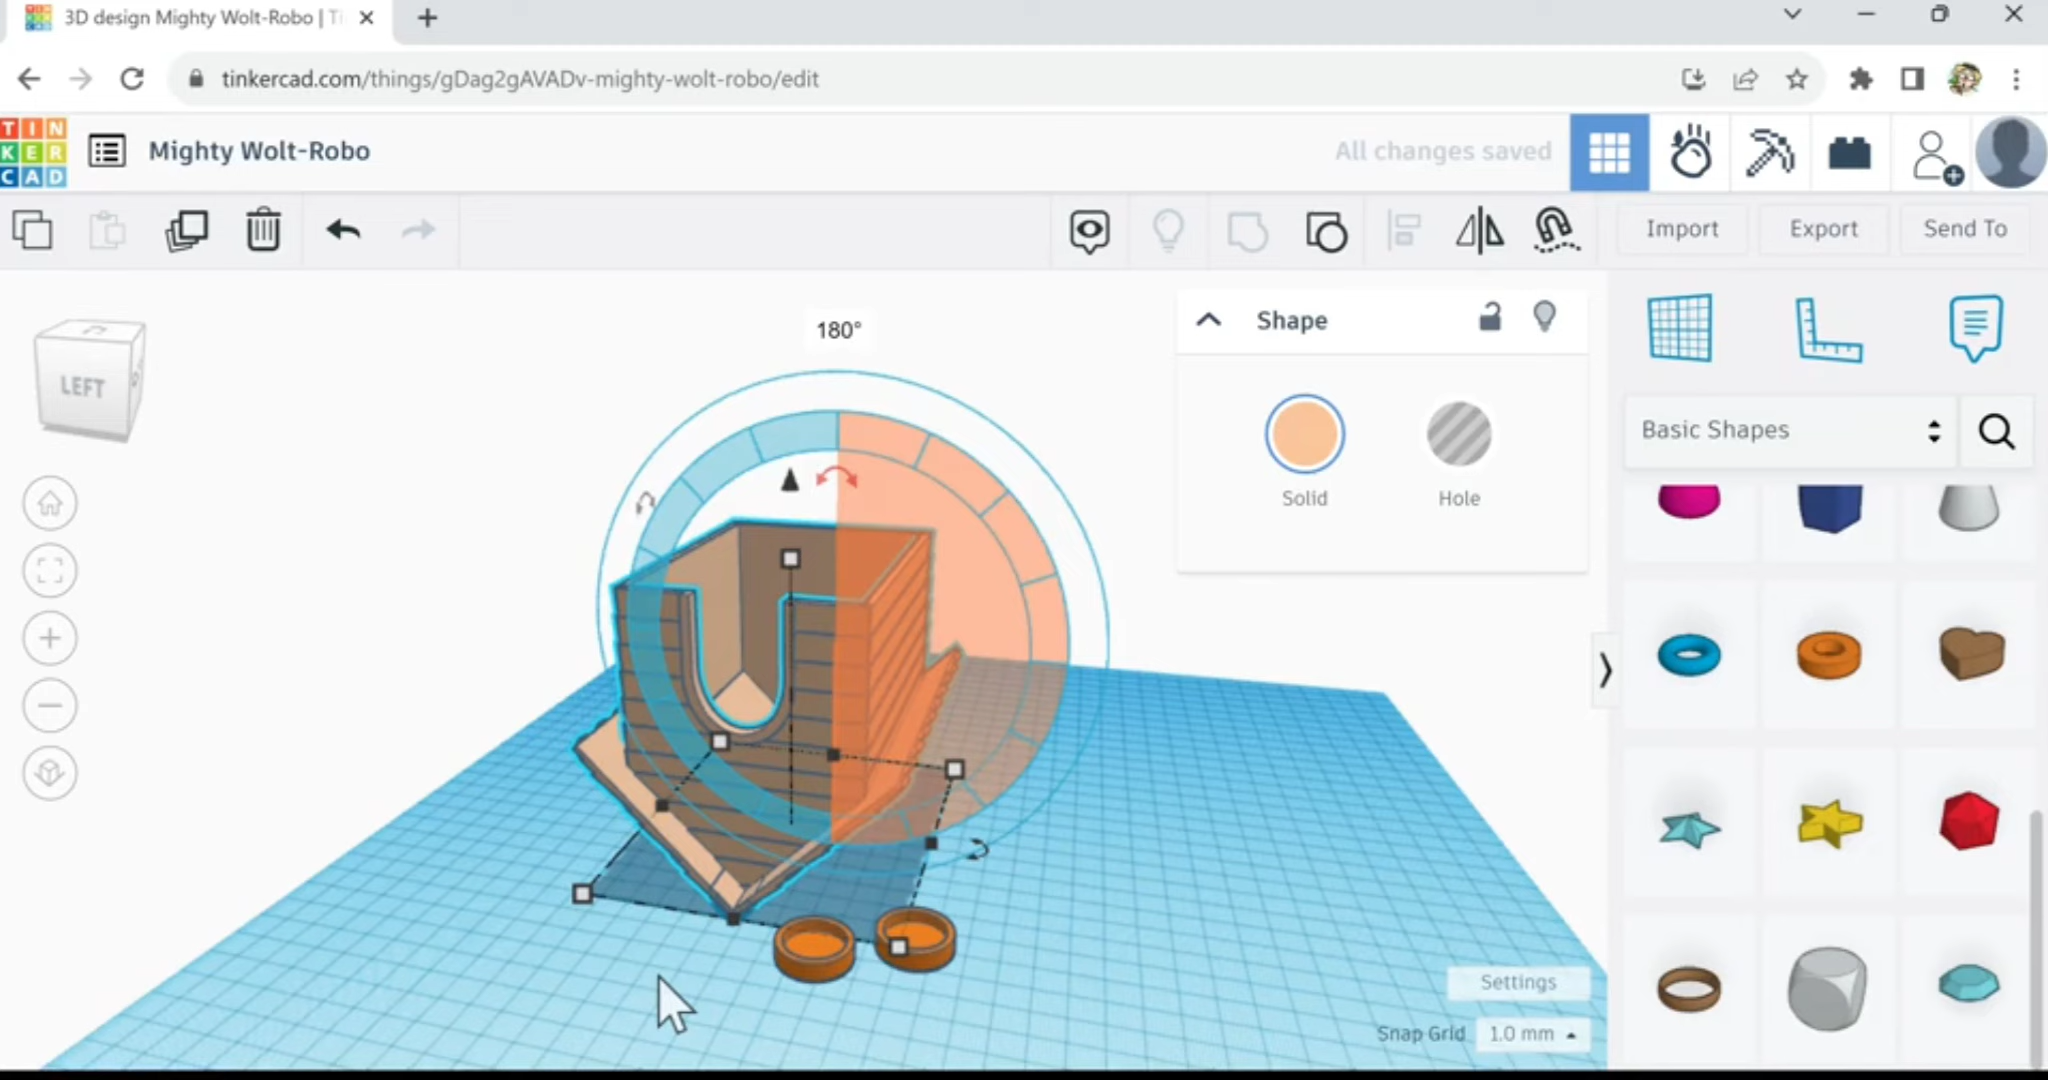 3D design Mighty Wolt-Robo | Ti
tinkercad.com/things/gDag2gAVADv-mighty-wolt-robo/edit
TIN
KER
CAD
Mighty Wolt-Robo
All changes saved
Import
Export
Send To
180°
Shape
LEFT
Solid
Hole
Basic Shapes
Settings
Snap Grid
1.0 mm